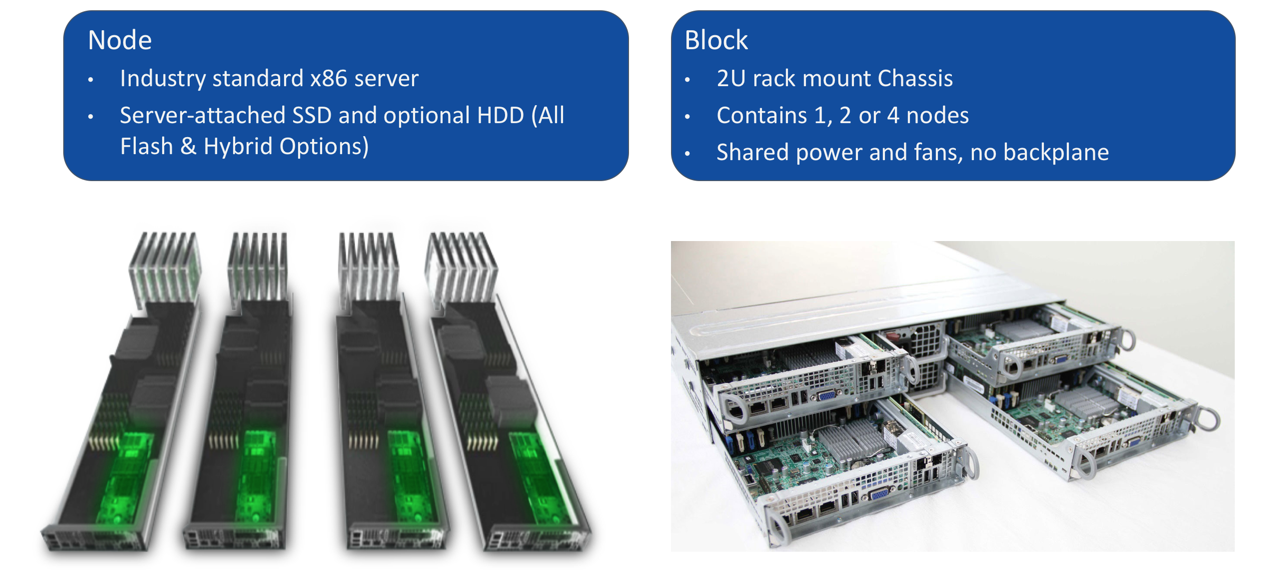 Node
• Industry standard x86 server
• Server-attached SSD and optional HDD (All
Flash & Hybrid Options)
Block
• 2U rack mount Chassis
• Contains 1, 2 or 4 nodes
• Shared power and fans, no backplane